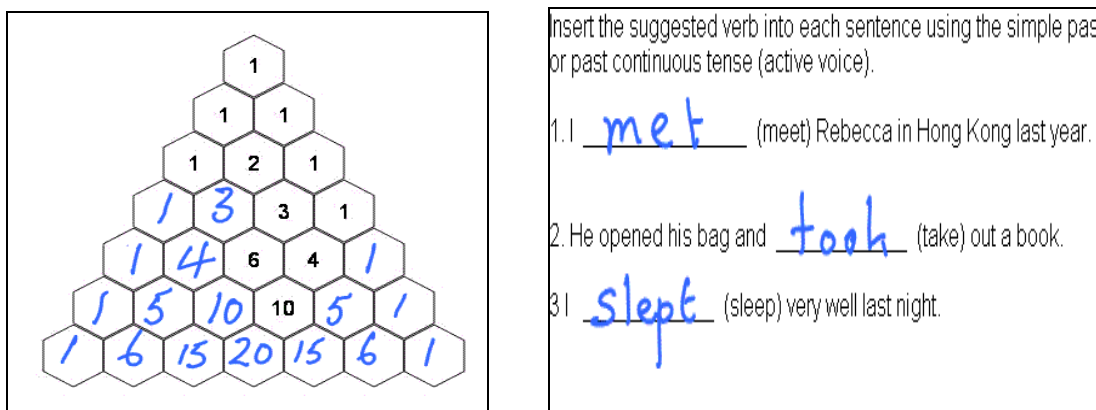 1
1 1
1 2 1
1 3 3 1
1 4 6 4 1
1 5 10 10 5 1
1 6 15 20 15 6 1
Insert the suggested verb into each sentence using the simple pas
or past continuous tense (active voice).
1. I met (meet) Rebecca in Hong Kong last year.
2. He opened his bag and took (take) out a book.
3 I slept (sleep) very well last night.